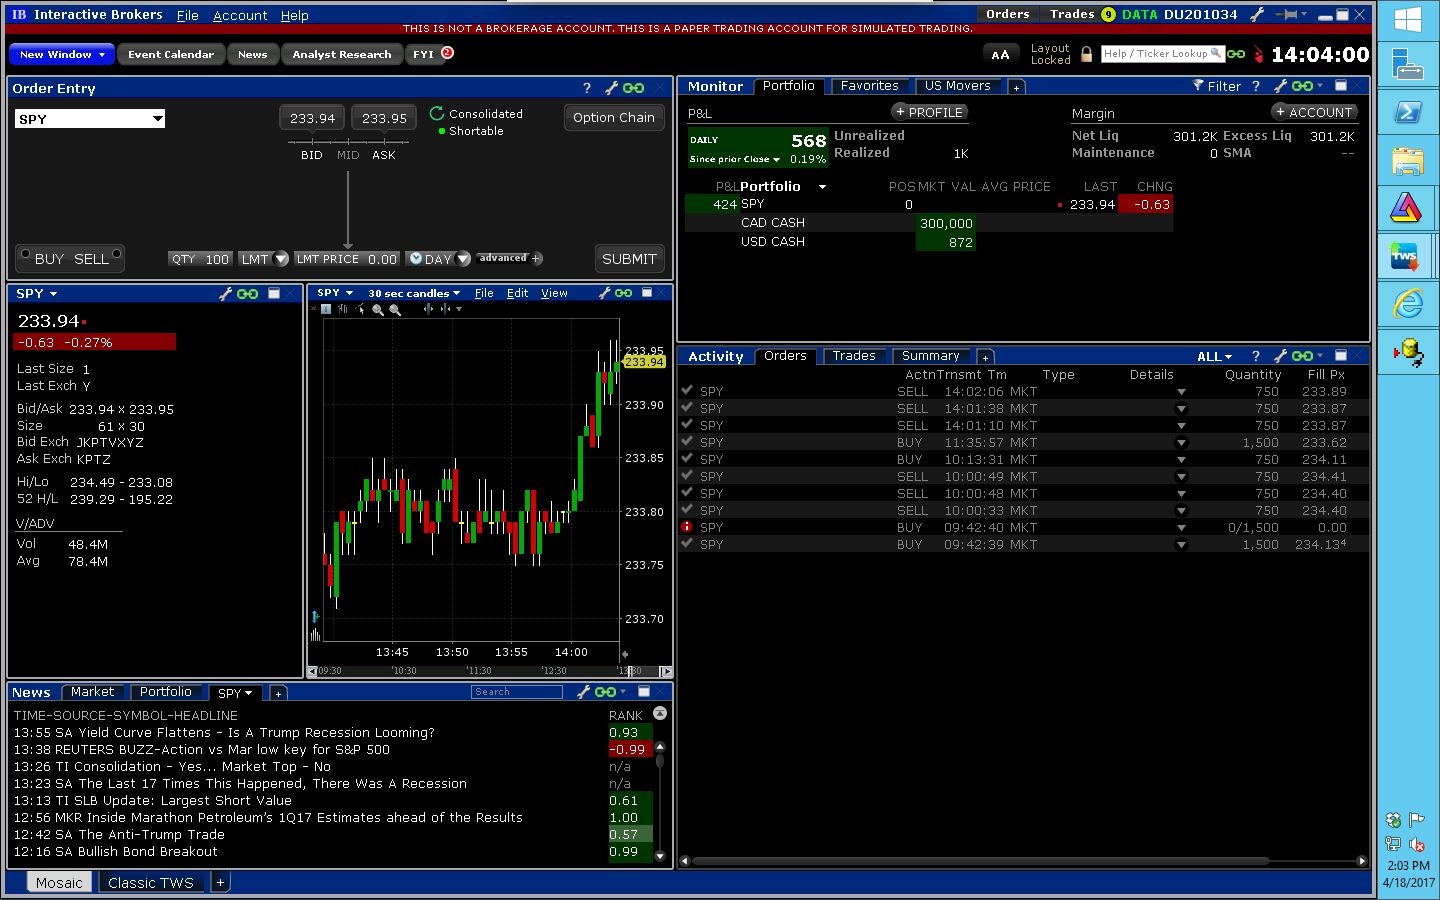 IB Interactive Brokers File Account Help Orders Trades 9 DATA DU201034
THIS IS NOT A BROKERAGE ACCOUNT. THIS IS A PAPER TRADING ACCOUNT FOR SIMULATED TRADING.
New Window Event Calendar News Analyst Research FYI 2 AA Layout Locked Help / Ticker Lookup 14:04:00
Order Entry ?
SPY 233.94 233.95 Consolidated Option Chain
Shortable
BID MID ASK
BUY SELL QTY 100 LMT LMT PRICE 0.00 DAY advanced + SUBMIT
Monitor Portfolio Favorites US Movers + Filter ?
P&L + PROFILE Margin + ACCOUNT
DAILY 568 Unrealized Net Liq 301.2K Excess Liq 301.2K
Since prior Close 0.19% Realized 1K Maintenance 0 SMA --
P&L Portfolio POS MKT VAL AVG PRICE LAST CHNG
424 SPY 0 233.94 -0.63
CAD CASH 300,000
USD CASH 872
SPY
233.94
-0.63 -0.27%
Last Size 1
Last Exch Y
Bid/Ask 233.94 x 233.95
Size 61 x 30
Bid Exch JKPTVXYZ
Ask Exch KPTZ
Hi/Lo 234.49 - 233.08
52 H/L 239.29 - 195.22
V/ADV
Vol 48.4M
Avg 78.4M
SPY 30 sec candles File Edit View
233.95
233.94
233.90
233.85
233.80
233.75
233.70
13:45 13:50 13:55 14:00
09:30 10:30 11:30 12:30 13:30
Activity Orders Trades Summary + ALL ?
Actn Trnsmt Tm Type Details Quantity Fill Px
SPY SELL 14:02:06 MKT 750 233.89
SPY SELL 14:01:38 MKT 750 233.87
SPY SELL 14:01:10 MKT 750 233.87
SPY BUY 11:35:57 MKT 1,500 233.62
SPY BUY 10:13:31 MKT 750 234.11
SPY SELL 10:00:49 MKT 750 234.41
SPY SELL 10:00:48 MKT 750 234.40
SPY SELL 10:00:33 MKT 750 234.40
SPY BUY 09:42:40 MKT 0/1,500 0.00
SPY BUY 09:42:39 MKT 1,500 234.13⁴
News Market Portfolio SPY + Search
TIME-SOURCE-SYMBOL-HEADLINE RANK
13:55 SA Yield Curve Flattens - Is A Trump Recession Looming? 0.93
13:38 REUTERS BUZZ-Action vs Mar low key for S&P 500 -0.99
13:26 TI Consolidation - Yes... Market Top - No n/a
13:23 SA The Last 17 Times This Happened, There Was A Recession n/a
13:13 TI SLB Update: Largest Short Value 0.61
12:56 MKR Inside Marathon Petroleum's 1Q17 Estimates ahead of the Results 1.00
12:42 SA The Anti-Trump Trade 0.57
12:16 SA Bullish Bond Breakout 0.99
Mosaic Classic TWS +
TWS
2:03 PM
4/18/2017